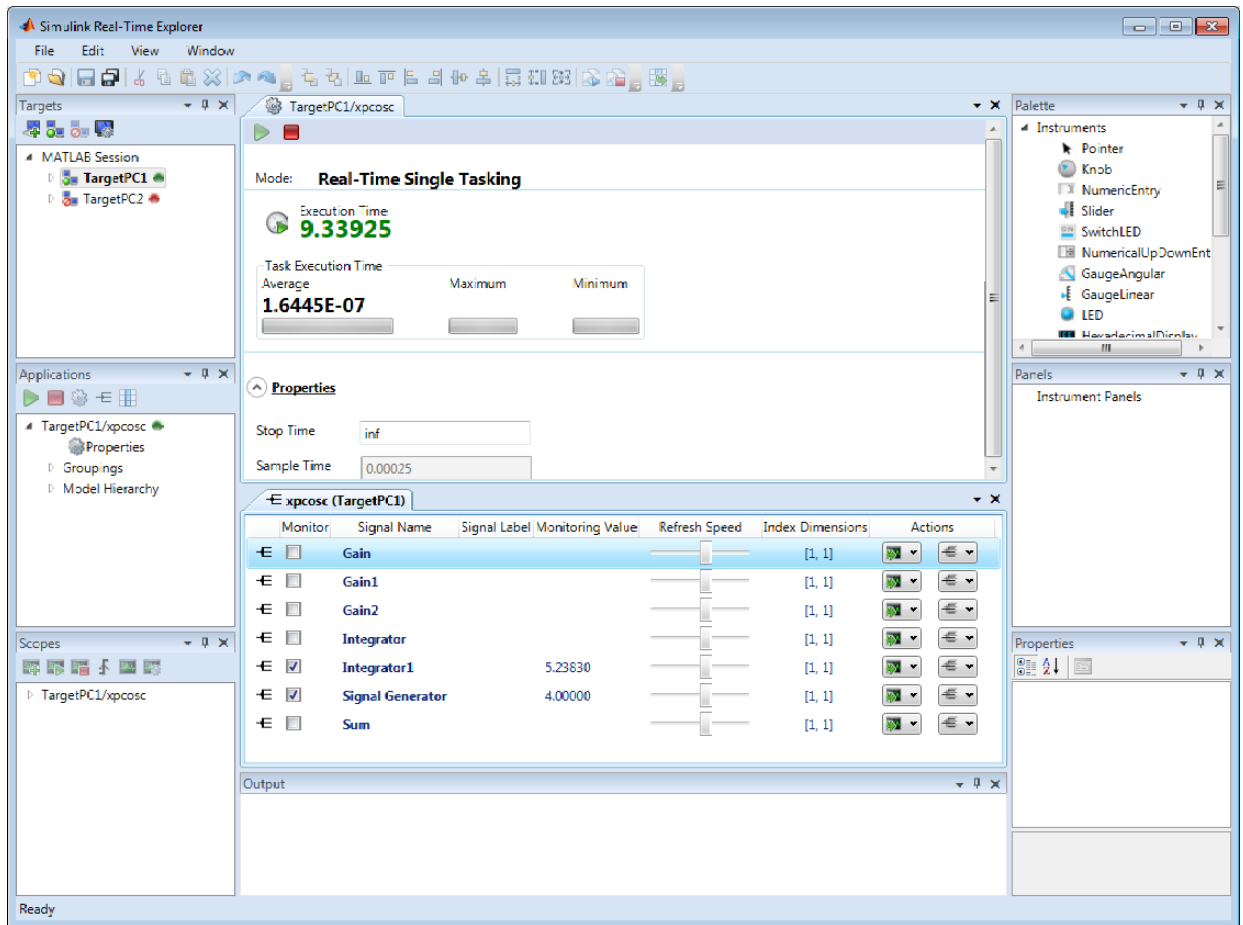 Simulink Real-Time Explorer
File Edit View Window
Targets
MATLAB Session
TargetPC1
TargetPC2
Applications
TargetPC1/xpcosc
Properties
Groupings
Model Hierarchy
Scopes
TargetPC1/xpcosc
TargetPC1/xpcosc
Mode: Real-Time Single Tasking
Execution Time
9.33925
Task Execution Time
Average Maximum Minimum
1.6445E-07
Properties
Stop Time inf
Sample Time 0.00025
xpcosc (TargetPC1)
Monitor Signal Name Signal Label Monitoring Value Refresh Speed Index Dimensions Actions
Gain [1, 1]
Gain1 [1, 1]
Gain2 [1, 1]
Integrator [1, 1]
Integrator1 5.23830 [1, 1]
Signal Generator 4.00000 [1, 1]
Sum [1, 1]
Output
Palette
Instruments
Pointer
Knob
NumericEntry
Slider
SwitchLED
NumericalUpDownEnt
GaugeAngular
GaugeLinear
LED
HexadecimalDisplay
Panels
Instrument Panels
Properties
Ready